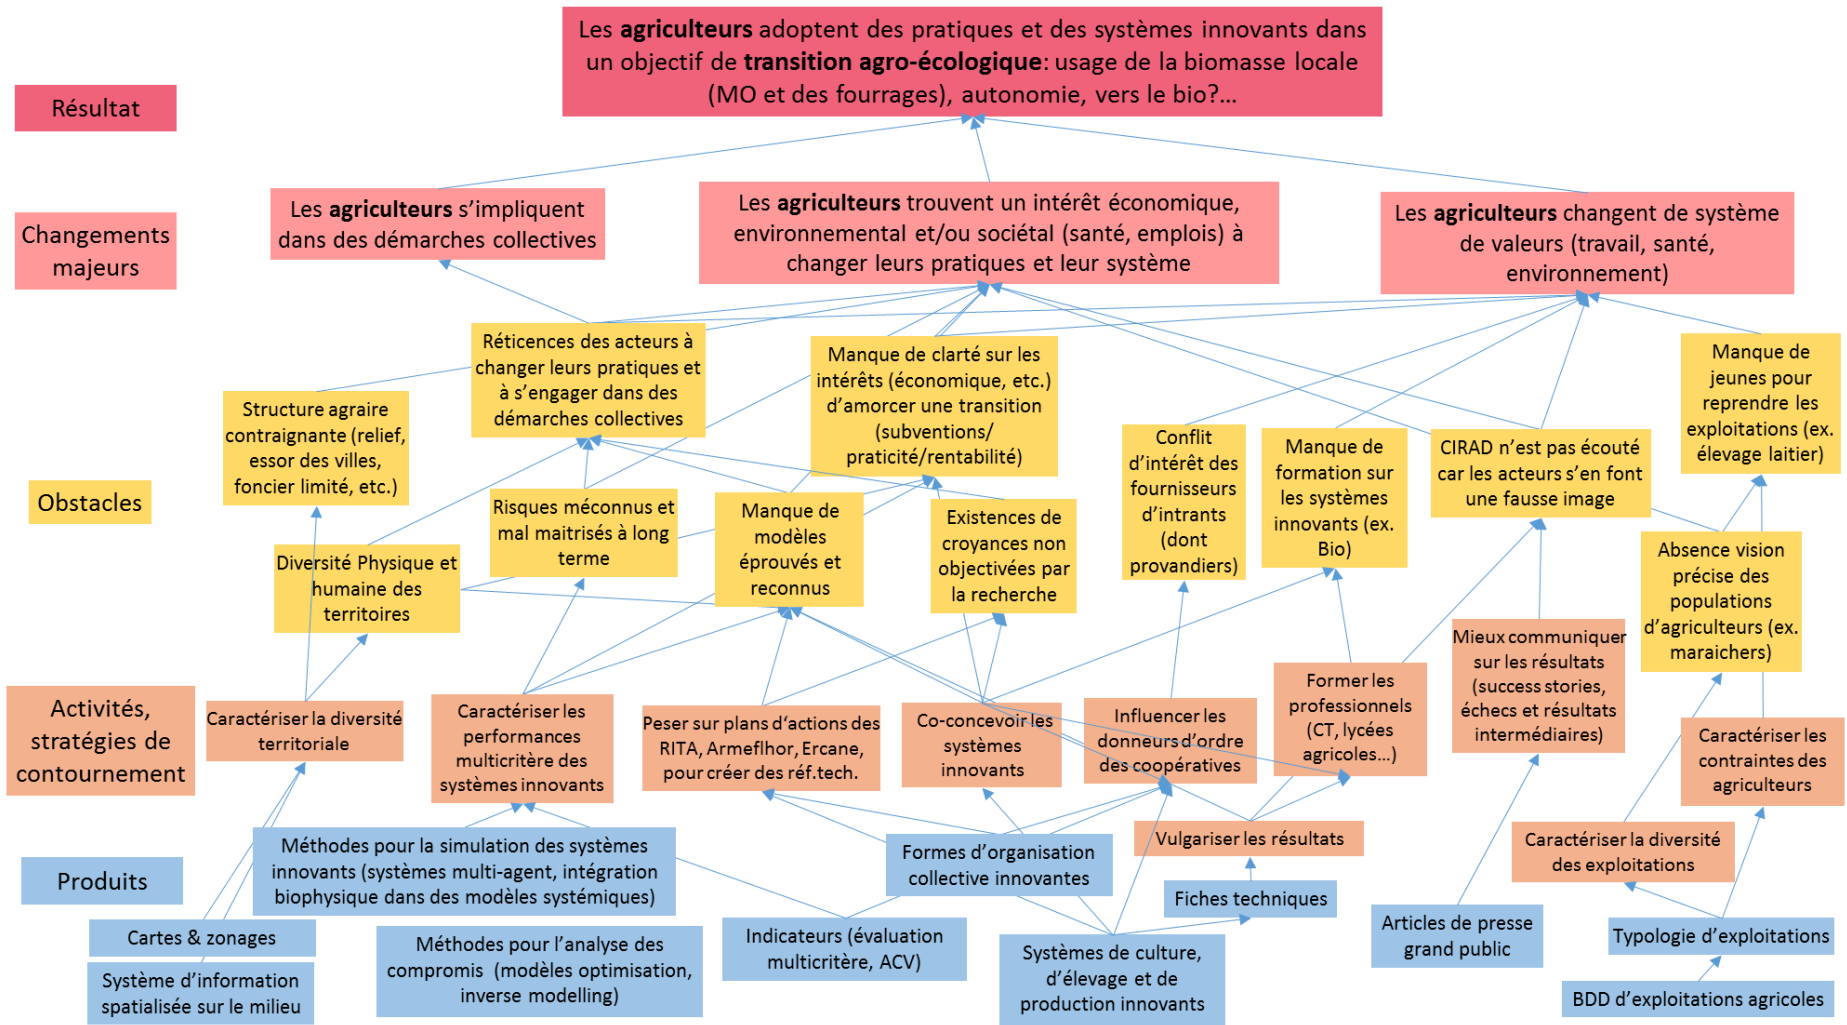 Les agriculteurs adoptent des pratiques et des systèmes innovants dans
un objectif de transition agro-écologique: usage de la biomasse locale
(MO et des fourrages), autonomie, vers le bio?...
Résultat
Changements
majeurs
Les agriculteurs s’impliquent
dans des démarches collectives
Les agriculteurs trouvent un intérêt économique,
environnemental et/ou sociétal (santé, emplois) à
changer leurs pratiques et leur système
Les agriculteurs changent de système
de valeurs (travail, santé,
environnement)
Obstacles
Structure agraire
contraignante (relief,
essor des villes,
foncier limité, etc.)
Réticences des acteurs à
changer leurs pratiques et
à s’engager dans des
démarches collectives
Manque de clarté sur les
intérêts (économique, etc.)
d’amorcer une transition
(subventions/
praticité/rentabilité)
Conflit
d’intérêt des
fournisseurs
d’intrants
(dont
provandiers)
Manque de
formation sur
les systèmes
innovants (ex.
Bio)
CIRAD n’est pas écouté
car les acteurs s’en font
une fausse image
Manque de
jeunes pour
reprendre les
exploitations (ex.
élevage laitier)
Diversité Physique et
humaine des
territoires
Risques méconnus et
mal maitrisés à long
terme
Manque de
modèles
éprouvés et
reconnus
Existences de
croyances non
objectivées par
la recherche
Absence vision
précise des
populations
d’agriculteurs (ex.
maraichers)
Activités,
stratégies de
contournement
Caractériser la diversité
territoriale
Caractériser les
performances
multicritère des
systèmes innovants
Peser sur plans d‘actions des
RITA, Armeflhor, Ercane,
pour créer des réf.tech.
Co-concevoir les
systèmes
innovants
Influencer les
donneurs d’ordre
des coopératives
Former les
professionnels
(CT, lycées
agricoles...)
Mieux communiquer
sur les résultats
(success stories,
échecs et résultats
intermédiaires)
Caractériser les
contraintes des
agriculteurs
Vulgariser les résultats
Caractériser la diversité
des exploitations
Produits
Méthodes pour la simulation des systèmes
innovants (systèmes multi-agent, intégration
biophysique dans des modèles systémiques)
Formes d’organisation
collective innovantes
Fiches techniques
Cartes & zonages
Système d’information
spatialisée sur le milieu
Méthodes pour l’analyse des
compromis (modèles optimisation,
inverse modelling)
Indicateurs (évaluation
multicritère, ACV)
Systèmes de culture,
d’élevage et de
production innovants
Articles de presse
grand public
Typologie d’exploitations
BDD d’exploitations agricoles